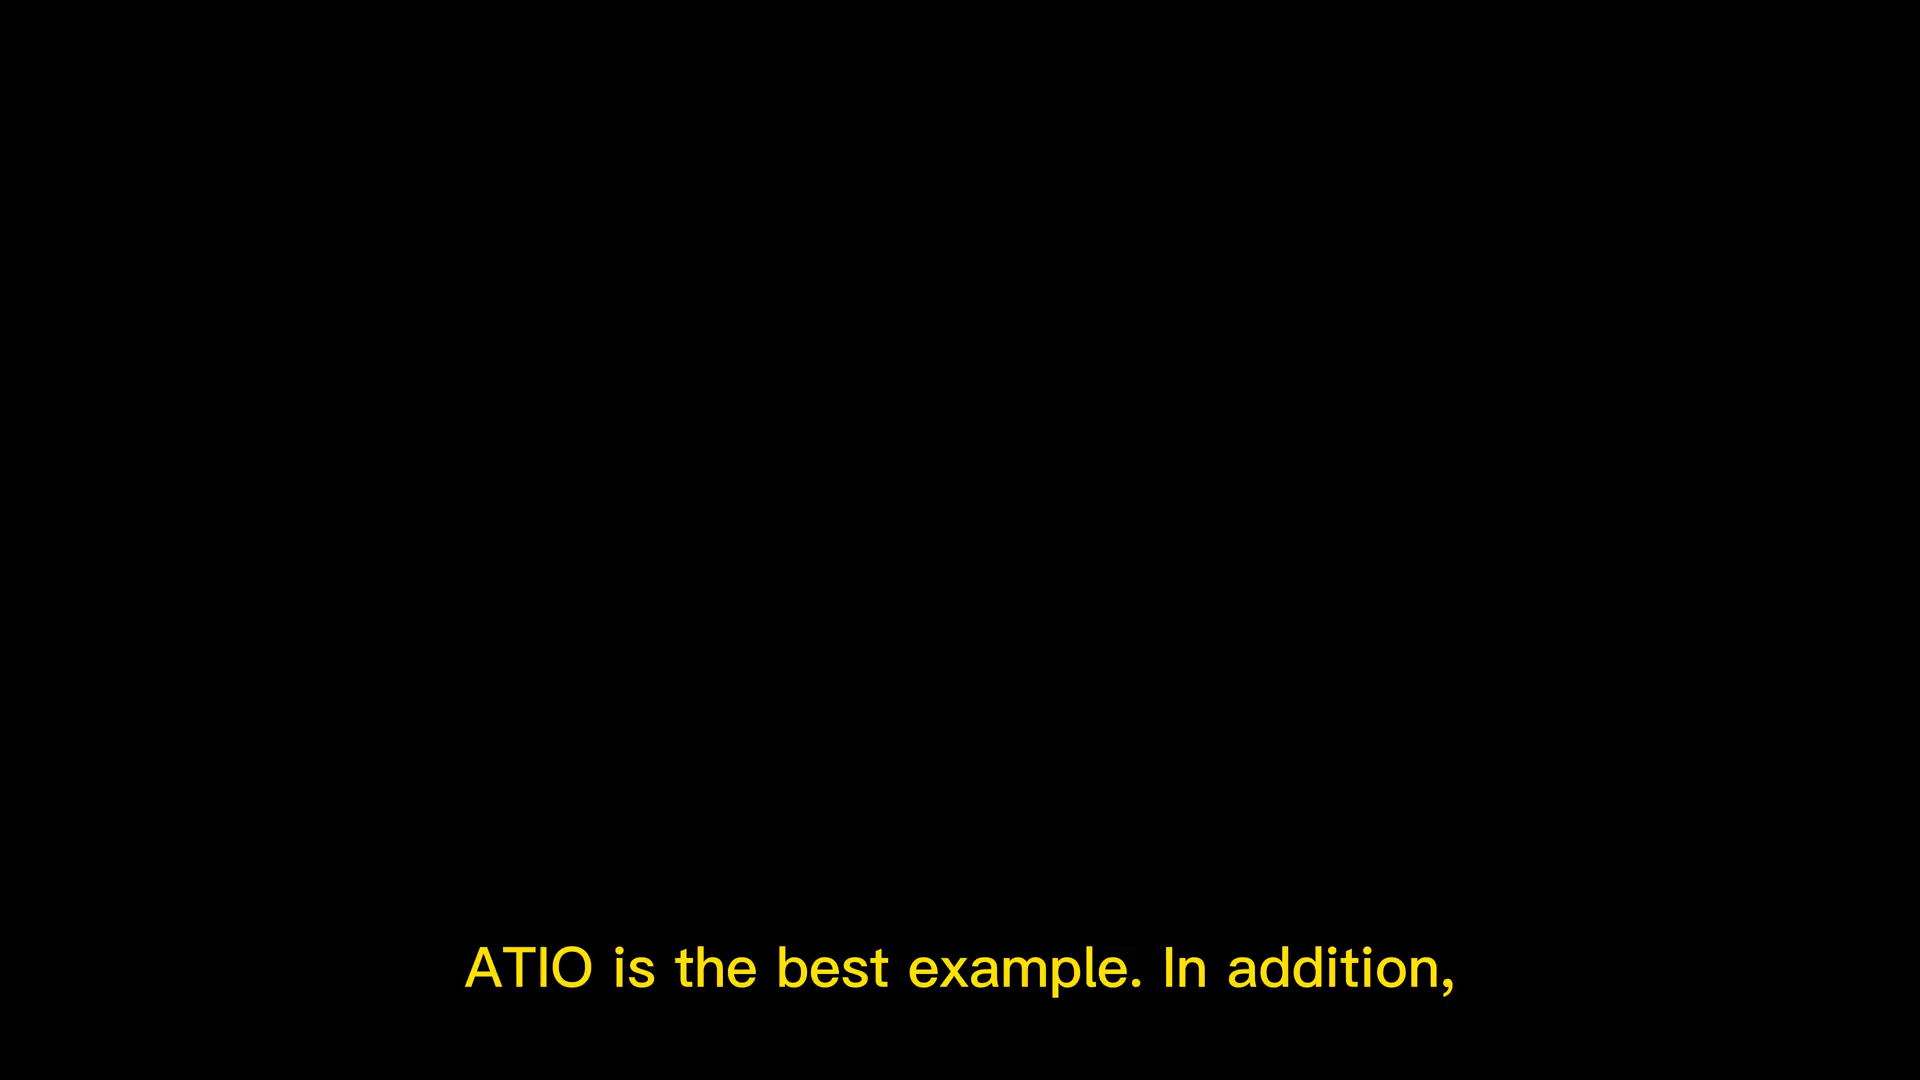 ATIO is the best example. In addition,